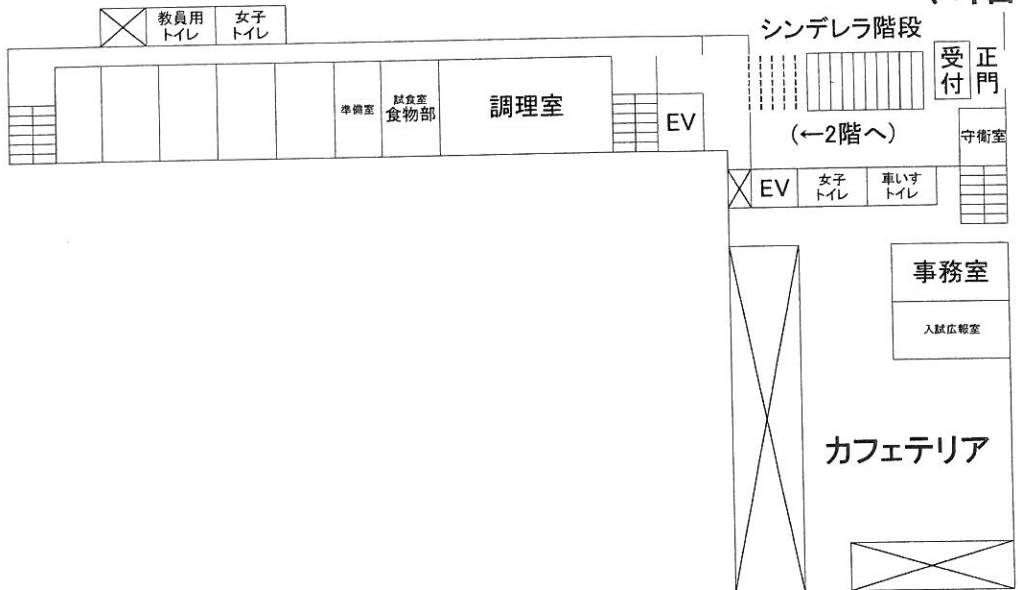 教員用
トイレ
女子
トイレ
シンデレラ階段
受付
正門
準備室
試食室
食物部
調理室
EV
(←2階へ)
守衛室
EV
女子
トイレ
車いす
トイレ
事務室
入試広報室
カフェテリア